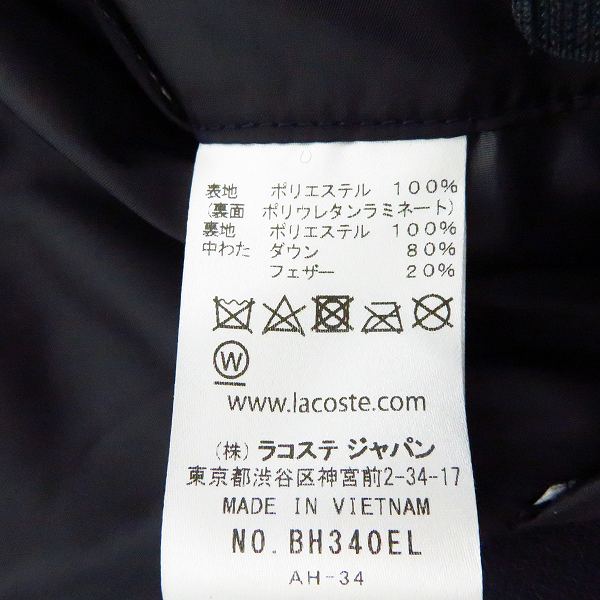 表地 ポリエステル 100%
(裏面 ポリウレタンラミネート)
裏地 ポリエステル 100%
中わた ダウン 80%
フェザー 20%
W
www.lacoste.com
(株) ラコステ ジャパン
東京都渋谷区神宮前2-34-17
MADE IN VIETNAM
NO. BH340EL
AH-34